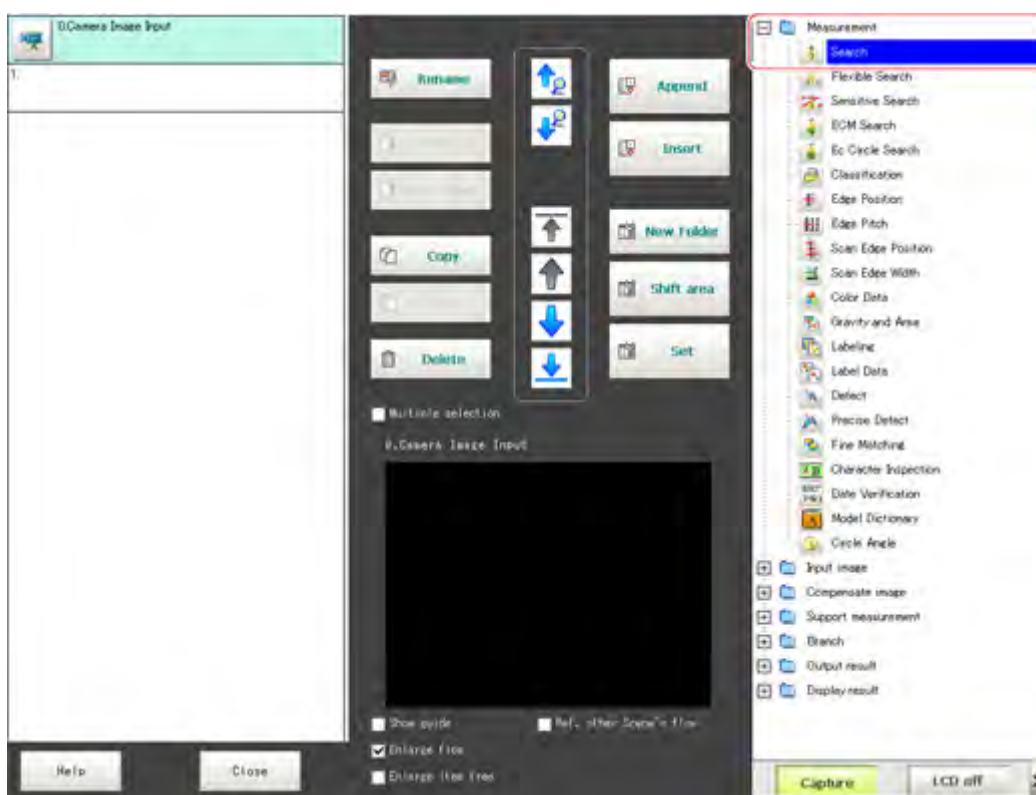 0.Camera Image Input
1.
Rename
Append
Insert
New Folder
Copy
Shift area
Set
Delete
Multiple selection
0.Camera Image Input
Show guide
Ref. other Scene's flow
Enlarge flow
Enlarge item tree
Help
Close
Measurement
Search
Flexible Search
Sensitive Search
ECM Search
Ec Circle Search
Classification
Edge Position
Edge Pitch
Scan Edge Position
Scan Edge Width
Color Data
Gravity and Area
Labeling
Label Data
Defect
Precise Defect
Fine Matching
Character Inspection
Date Verification
Model Dictionary
Circle Angle
Input image
Compensate image
Support measurement
Branch
Output result
Display result
Capture
LCD off